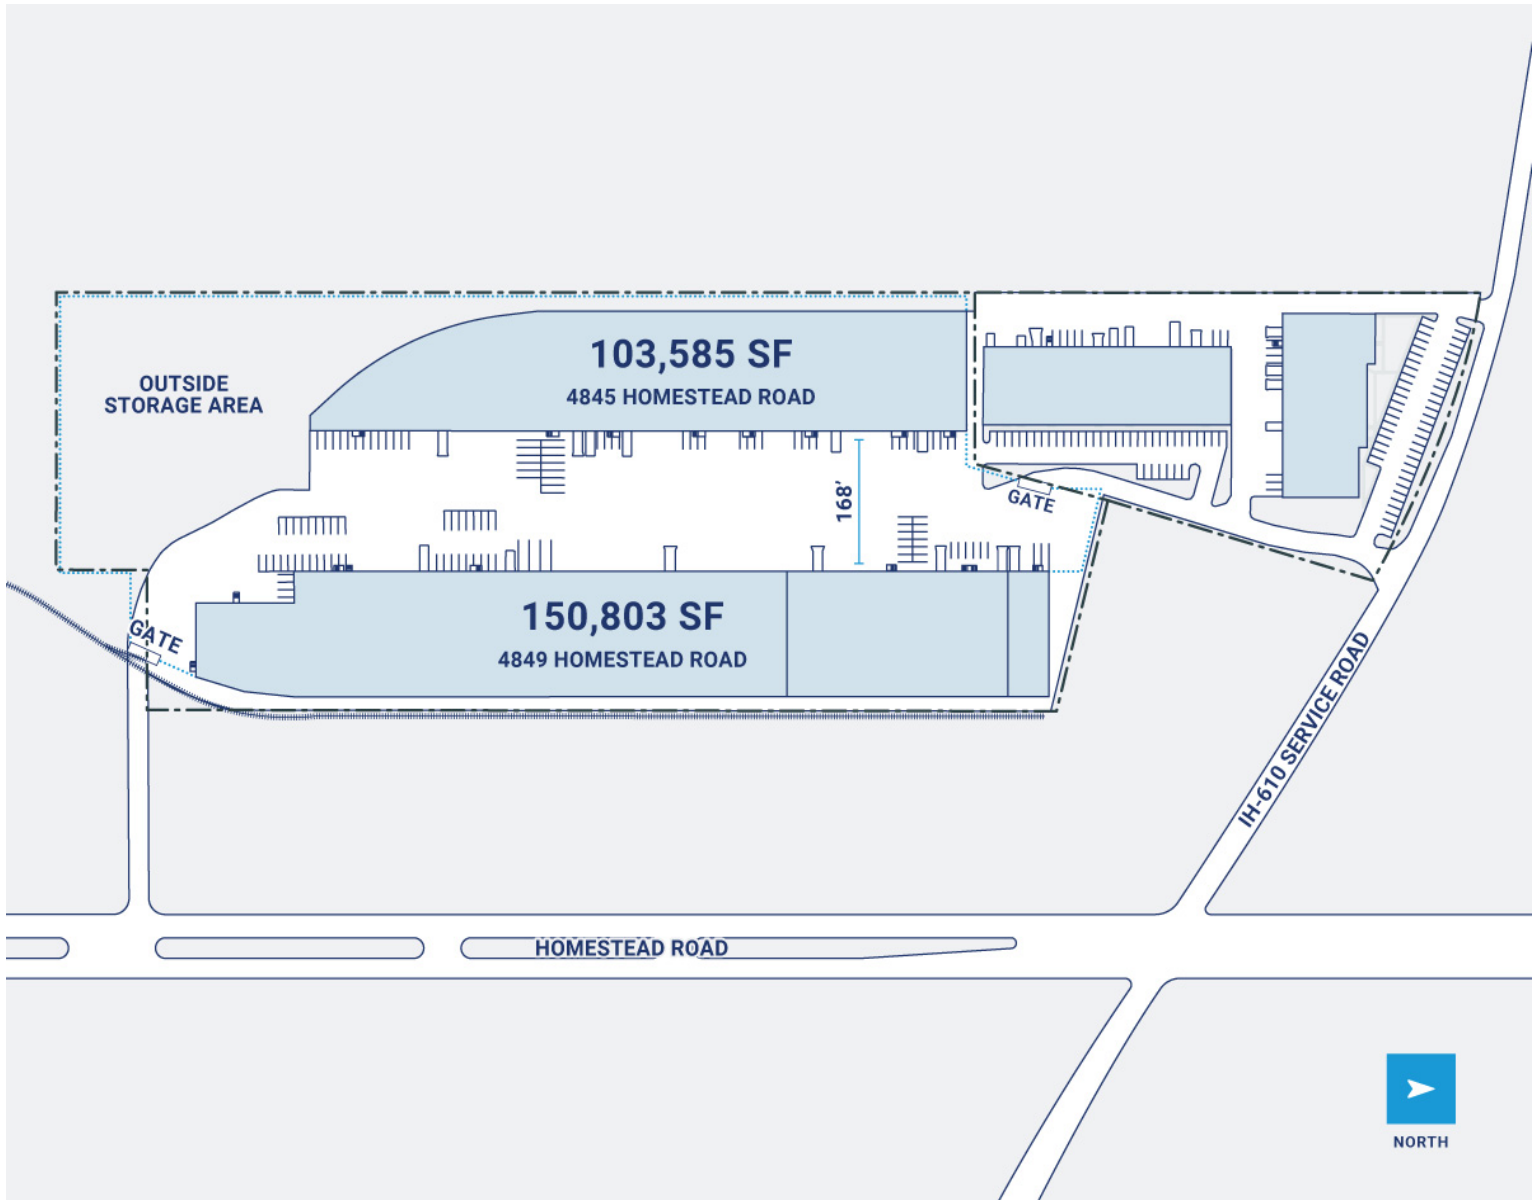 103,585 SF
4845 HOMESTEAD ROAD
OUTSIDE
STORAGE AREA
168'
GATE
150,803 SF
4849 HOMESTEAD ROAD
GATE
IH-610 SERVICE ROAD
HOMESTEAD ROAD
NORTH